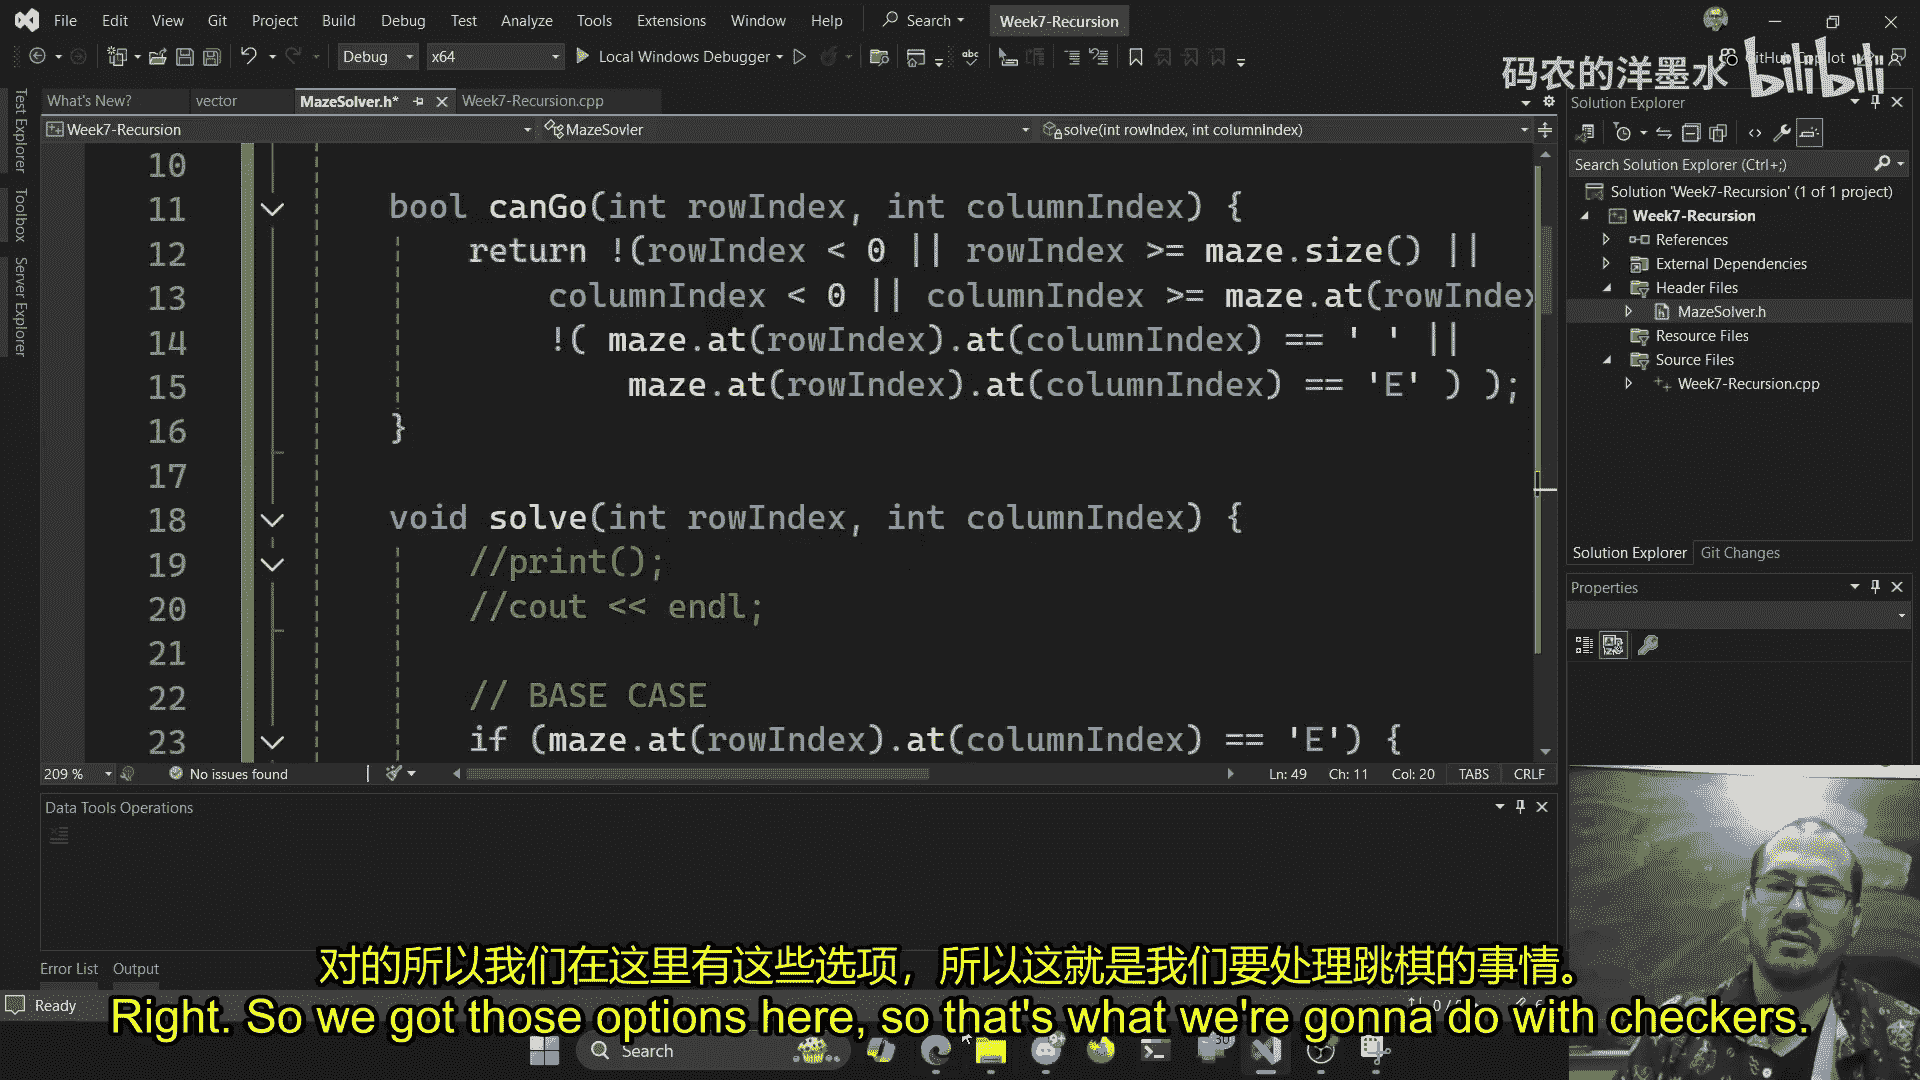 File Edit View Git Project Build Debug Test Analyze Tools Extensions Window Help Search Week7-Recursion
Debug x64 Local Windows Debugger GitHub Copilot
码农的洋墨水 bilibili
What's New? vector MazeSolver.h* Week7-Recursion.cpp
Week7-Recursion MazeSovler solve(int rowIndex, int columnIndex)
Test Explorer
Toolbox
Server Explorer
10
11 bool canGo(int rowIndex, int columnIndex) {
12 return !(rowIndex < 0 || rowIndex >= maze.size() ||
13 columnIndex < 0 || columnIndex >= maze.at(rowIndex
14 !( maze.at(rowIndex).at(columnIndex) == ' ' ||
15 maze.at(rowIndex).at(columnIndex) == 'E' ) );
16 }
17
18 void solve(int rowIndex, int columnIndex) {
19 //print();
20 //cout << endl;
21
22 // BASE CASE
23 if (maze.at(rowIndex).at(columnIndex) == 'E') {
209 % No issues found Ln: 49 Ch: 11 Col: 20 TABS CRLF
Data Tools Operations
Error List Output
Ready
Solution Explorer
Search Solution Explorer (Ctrl+;)
Solution 'Week7-Recursion' (1 of 1 project)
Week7-Recursion
References
External Dependencies
Header Files
MazeSolver.h
Resource Files
Source Files
Week7-Recursion.cpp
Solution Explorer Git Changes
Properties
对的所以我们在这里有这些选项，所以这就是我们要处理跳棋的事情。
Right. So we got those options here, so that's what we're gonna do with checkers.
Search